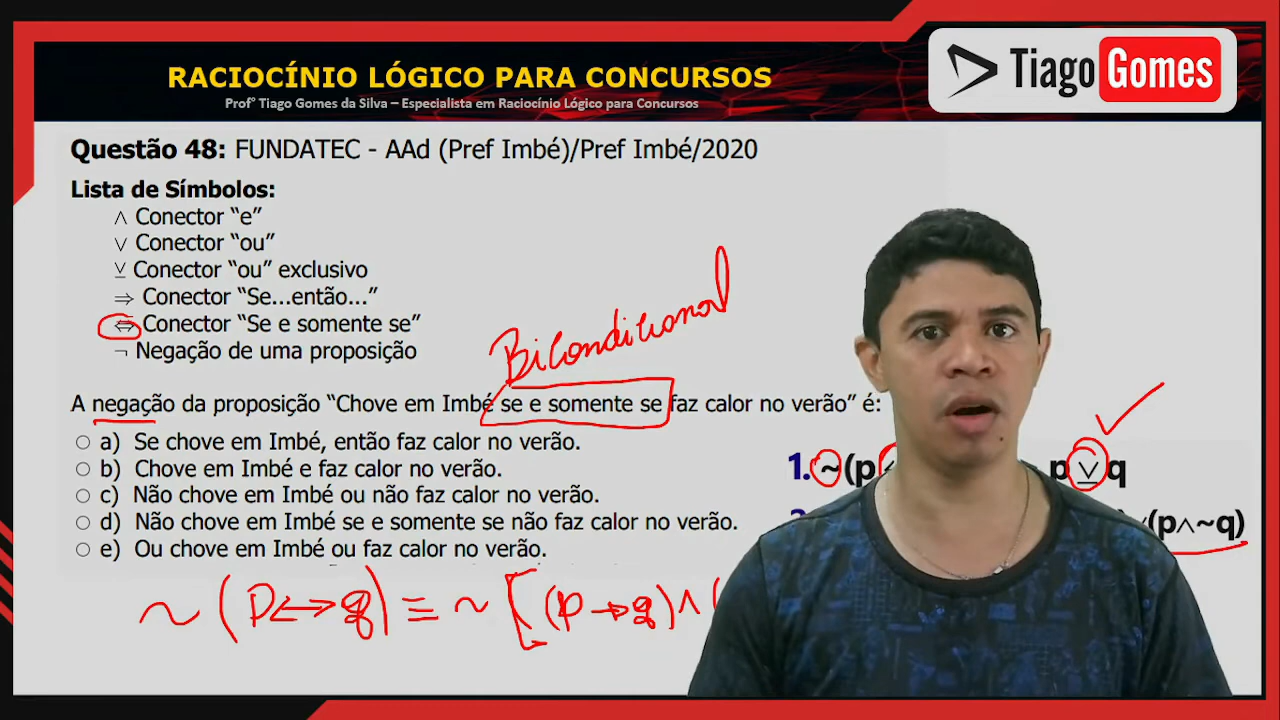 RACIOCÍNIO LÓGICO PARA CONCURSOS
Profº Tiago Gomes da Silva – Especialista em Raciocínio Lógico para Concursos
Tiago Gomes
Questão 48: FUNDATEC - AAd (Pref Imbé)/Pref Imbé/2020
Lista de Símbolos:
∧ Conector “e”
∨ Conector “ou”
⊻ Conector “ou” exclusivo
⇒ Conector “Se...então...”
⇔ Conector “Se e somente se”
¬ Negação de uma proposição
Bicondicional
A negação da proposição “Chove em Imbé se e somente se faz calor no verão” é:
a) Se chove em Imbé, então faz calor no verão.
b) Chove em Imbé e faz calor no verão.
c) Não chove em Imbé ou não faz calor no verão.
d) Não chove em Imbé se e somente se não faz calor no verão.
e) Ou chove em Imbé ou faz calor no verão.
1. ~(p p ⊻ q
(p∧~q)
~(p↔q) ≡ ~[(p→q)∧(